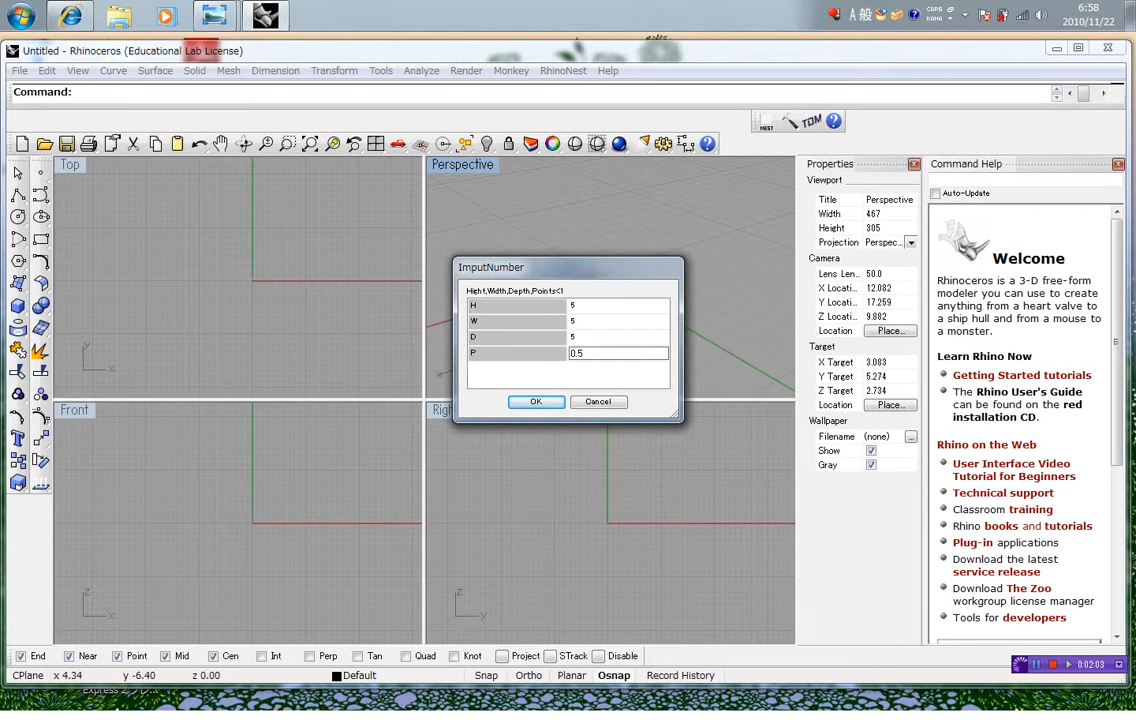 A 般 CAPS KANA 6:58
2010/11/22
Untitled - Rhinoceros (Educational Lab License)
File Edit View Curve Surface Solid Mesh Dimension Transform Tools Analyze Render Monkey RhinoNest Help
Command:
NEST TDM
Top
Perspective
Front
Righ
y
x
z
x
z
y
ImputNumber
Hight,Width,Depth,Points<1
H 5
W 5
D 5
P 0.5
OK Cancel
Properties
Viewport
Title Perspective
Width 467
Height 305
Projection Perspec...
Camera
Lens Len... 50.0
X Locati... 12.082
Y Locati... 17.259
Z Locati... 9.882
Location Place...
Target
X Target 3.083
Y Target 5.274
Z Target 2.734
Location Place...
Wallpaper
Filename (none) ...
Show
Gray
Command Help
Auto-Update
Welcome
Rhinoceros is a 3-D free-form
modeler you can use to create
anything from a heart valve to
a ship hull and from a mouse to
a monster.
Learn Rhino Now
Getting Started tutorials
The Rhino User's Guide
can be found on the red
installation CD.
Rhino on the Web
User Interface Video
Tutorial for Beginners
Technical support
Classroom training
Rhino books and tutorials
Plug-in applications
Download the latest
service release
Download The Zoo
workgroup license manager
Tools for developers
End Near Point Mid Cen Int Perp Tan Quad Knot Project STrack Disable
0:02:03
CPlane x 4.34 y -6.40 z 0.00 Default Snap Ortho Planar Osnap Record History